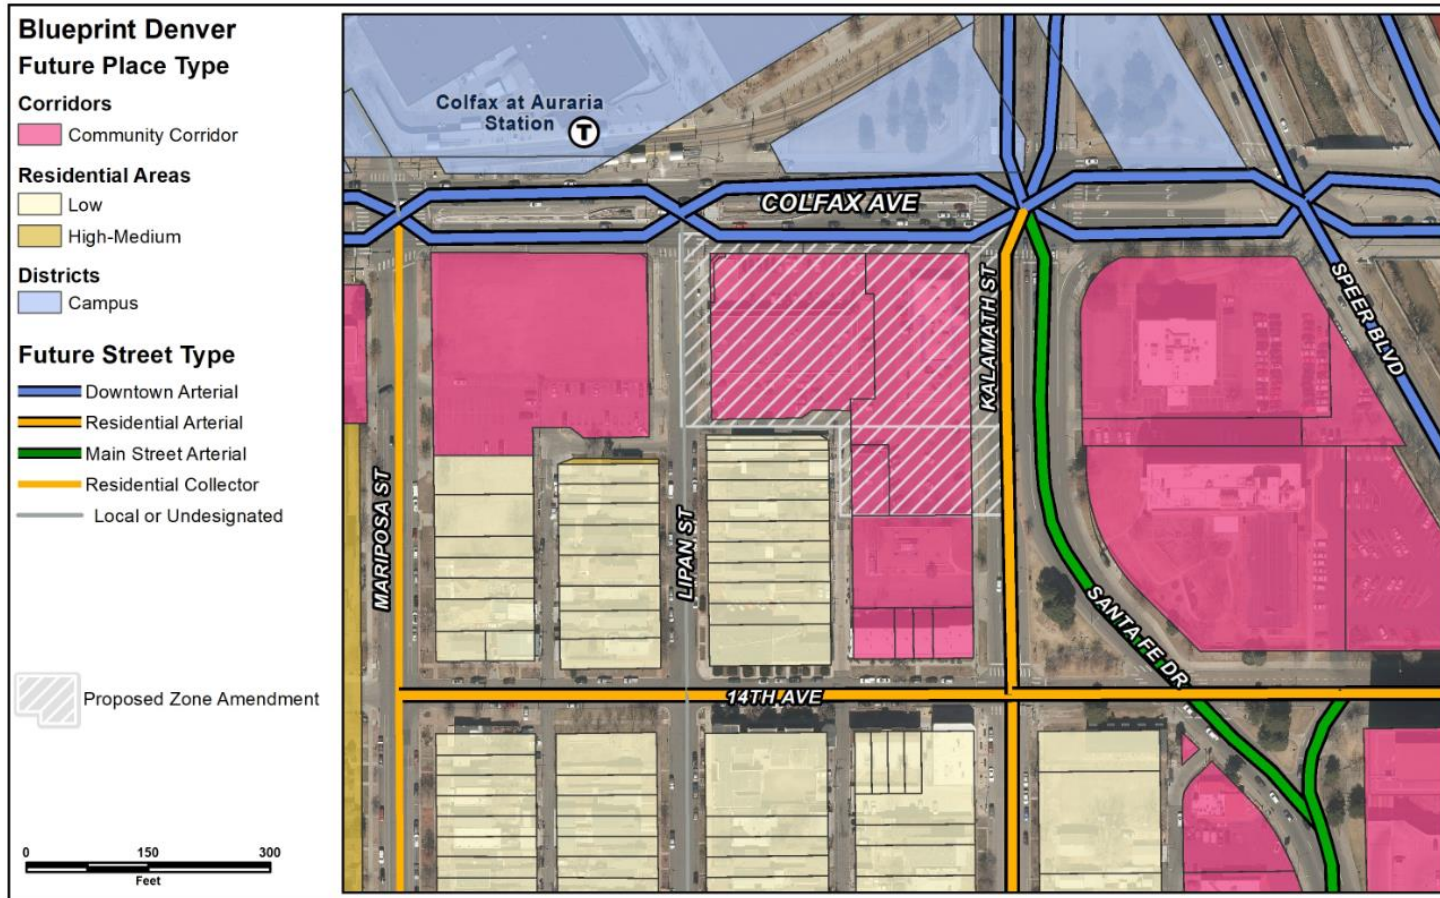 Blueprint Denver
Future Place Type
Corridors
Community Corridor
Residential Areas
Low
High-Medium
Districts
Campus
Future Street Type
Downtown Arterial
Residential Arterial
Main Street Arterial
Residential Collector
Local or Undesignated
Proposed Zone Amendment
0 150 300
Feet
Colfax at Auraria
Station
T
COLFAX AVE
KALAMATH ST
SPEER BLVD
MARIPOSA ST
LIPAN ST
SANTA FE DR
14TH AVE